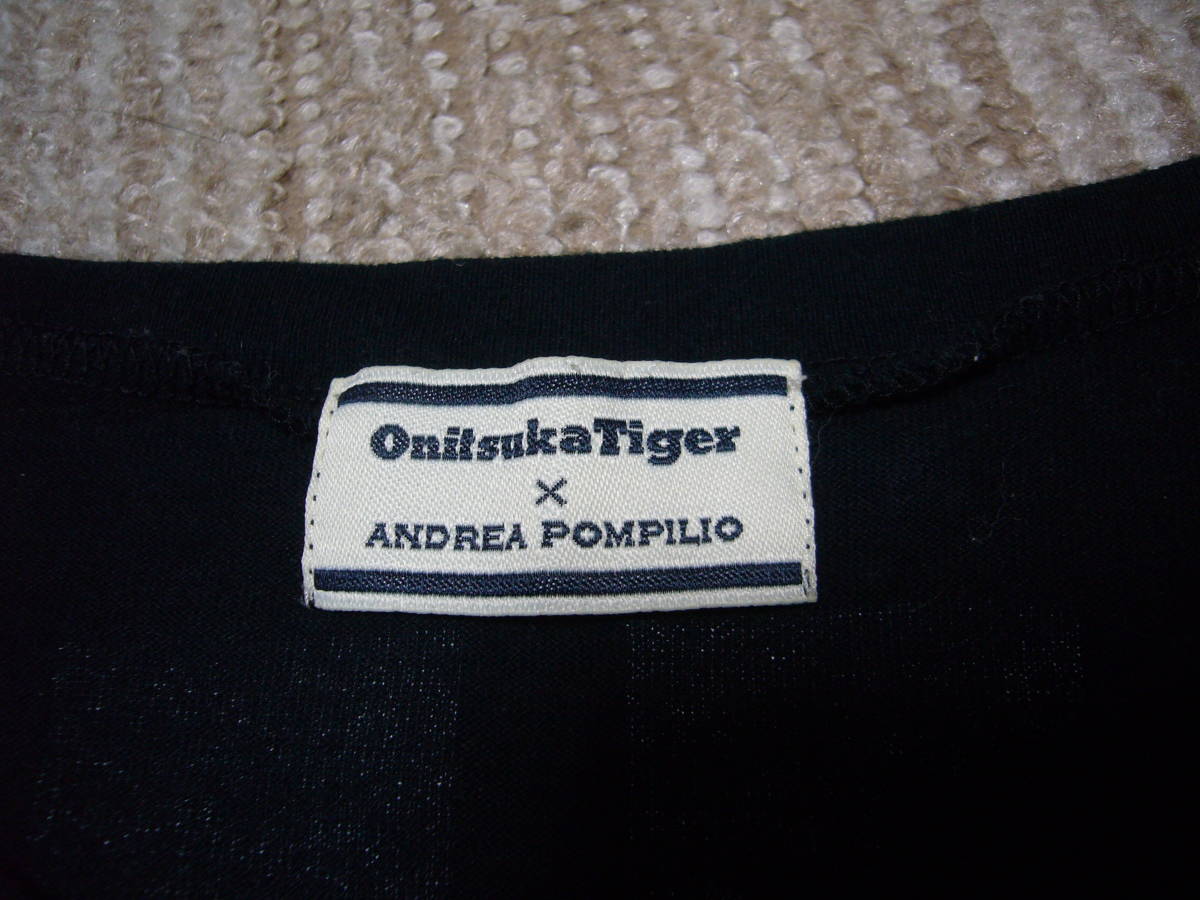 OnitsukaTiger
×
ANDREA POMPILIO